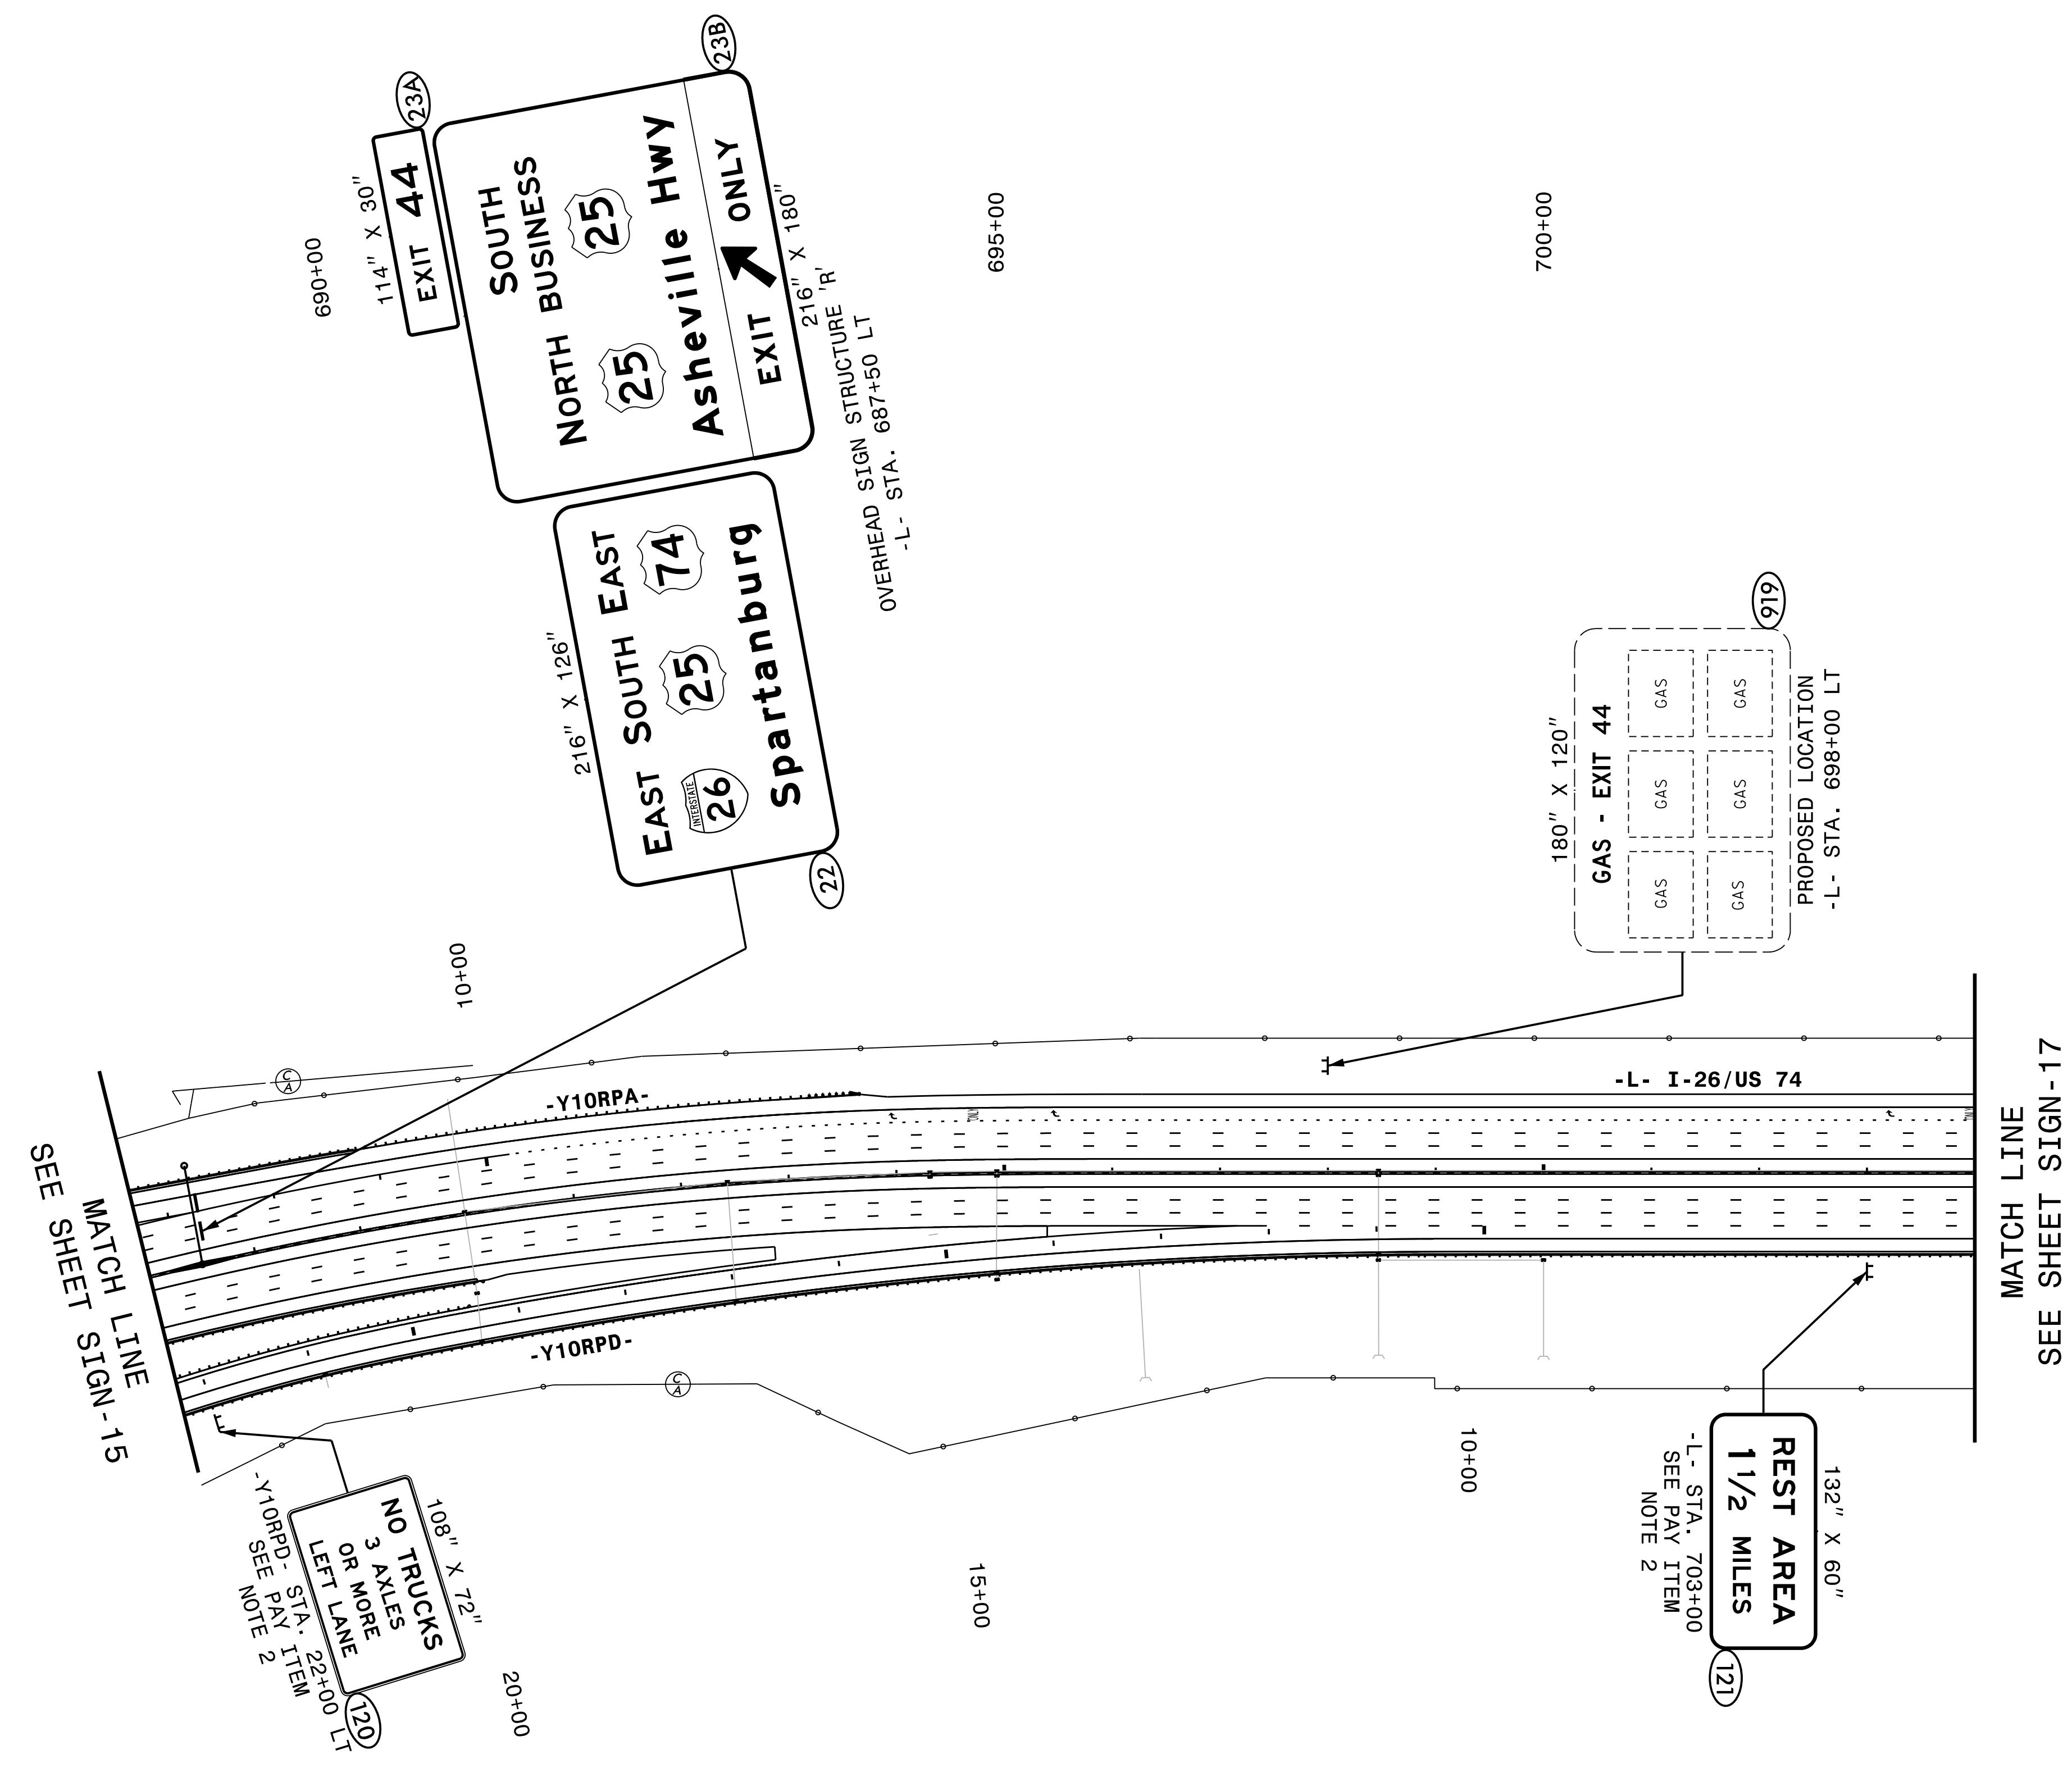 23A
23B
114" X 30"
EXIT 44
690+00
SOUTH
NORTH BUSINESS
25 25
Asheville Hwy
EXIT ONLY
216" X 180"
OVERHEAD SIGN STRUCTURE 'R'
-L- STA. 687+50 LT
695+00
700+00
216" X 126"
EAST SOUTH EAST
INTERSTATE
26 25 74
Spartanburg
22
919
180" X 120"
GAS - EXIT 44
GAS GAS GAS
GAS GAS GAS
PROPOSED LOCATION
-L- STA. 698+00 LT
10+00
C
A
-Y10RPA-
-L- I-26/US 74
ONLY
ONLY
MATCH LINE
SEE SHEET SIGN-15
MATCH LINE
SEE SHEET SIGN-17
-Y10RPD-
C
A
108" X 72"
NO TRUCKS
3 AXLES
OR MORE
LEFT LANE
-Y10RPD- STA. 22+00 LT
SEE PAY ITEM
NOTE 2
120
20+00
15+00
10+00
132" X 60"
REST AREA
1 1/2 MILES
-L- STA. 703+00
SEE PAY ITEM
NOTE 2
121